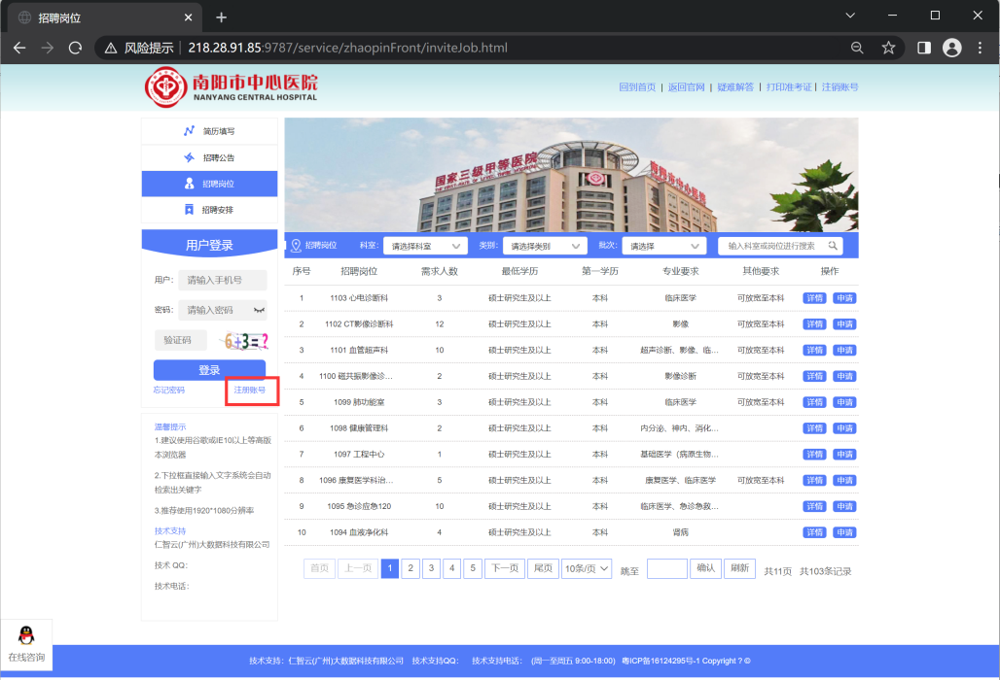 招聘岗位
风险提示 218.28.91.85:9787/service/zhaopinFront/inviteJob.html
南阳市中心医院
NANYANG CENTRAL HOSPITAL
回到首页 | 返回官网 | 疑难解答 | 打印准考证 | 注销账号
简历填写
招聘公告
招聘岗位
招聘安排
用户登录
用户: 请输入手机号
密码: 请输入密码
验证码 6+3=?
登录
忘记密码 注册账号
温馨提示
1.建议使用谷歌或IE10以上等高版
本浏览器
2.下拉框直接输入文字系统会自动
检索出关键字
3.推荐使用1920*1080分辨率
技术支持
仁智云(广州)大数据科技有限公司
技术 QQ:
技术电话:
国家三级甲等医院
南阳市中心医院
招聘岗位 科室: 请选择科室 类别: 请选择类别 批次: 请选择 输入科室或岗位进行搜索
序号 招聘岗位 需求人数 最低学历 第一学历 专业要求 其他要求 操作
1 1103 心电诊断科 3 硕士研究生及以上 本科 临床医学 可放宽至本科 详情 申请
2 1102 CT影像诊断科 12 硕士研究生及以上 本科 影像 可放宽至本科 详情 申请
3 1101 血管超声科 10 硕士研究生及以上 本科 超声诊断、影像、临... 可放宽至本科 详情 申请
4 1100 磁共振影像诊... 2 硕士研究生及以上 本科 影像诊断 可放宽至本科 详情 申请
5 1099 肺功能室 3 硕士研究生及以上 本科 临床医学 可放宽至本科 详情 申请
6 1098 健康管理科 2 硕士研究生及以上 本科 内分泌、神内、消化... 详情 申请
7 1097 工程中心 1 硕士研究生及以上 本科 基础医学（病原生物... 详情 申请
8 1096 康复医学科治... 5 硕士研究生及以上 本科 康复医学、临床医学 可放宽至本科 详情 申请
9 1095 急诊应急120 10 硕士研究生及以上 本科 临床医学、急诊急救... 详情 申请
10 1094 血液净化科 4 硕士研究生及以上 本科 肾病 详情 申请
首页 上一页 1 2 3 4 5 下一页 尾页 10条/页 跳至 确认 刷新 共11页 共103条记录
在线咨询
技术支持: 仁智云(广州)大数据科技有限公司 技术支持QQ: 技术支持电话: (周一至周五 9:00-18:00) 粤ICP备16124295号-1 Copyright ? ©